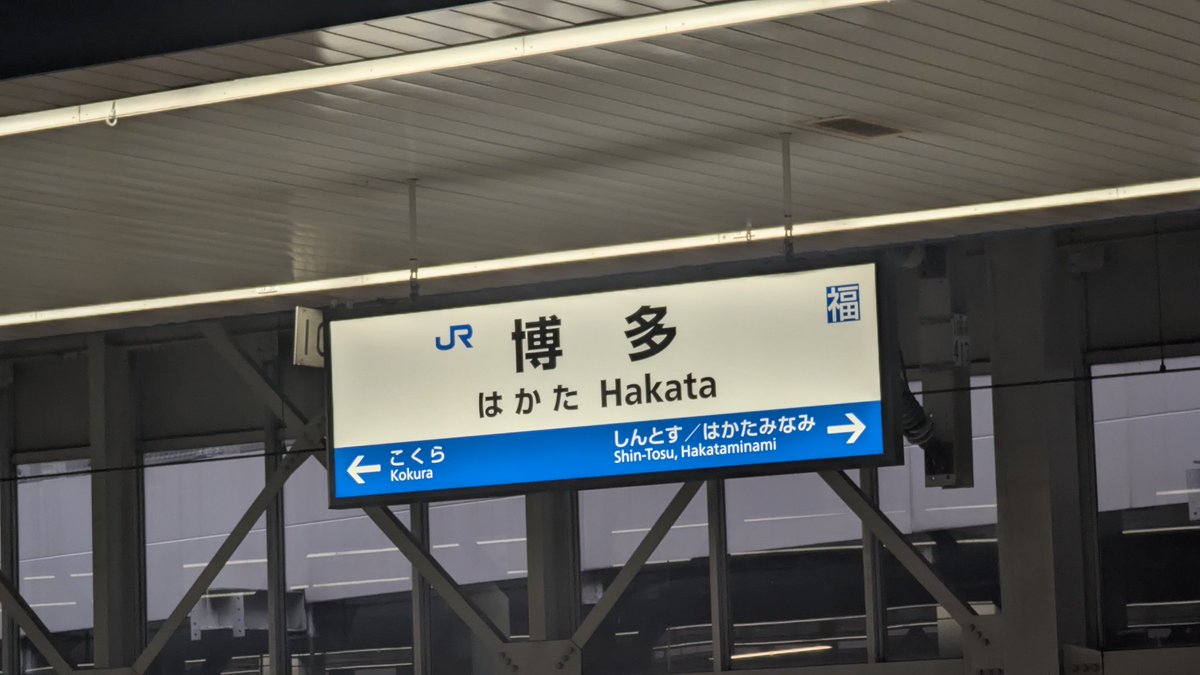 JR 博多 福
はかた Hakata
こくら
Kokura
しんとす／はかたみなみ
Shin-Tosu, Hakataminami